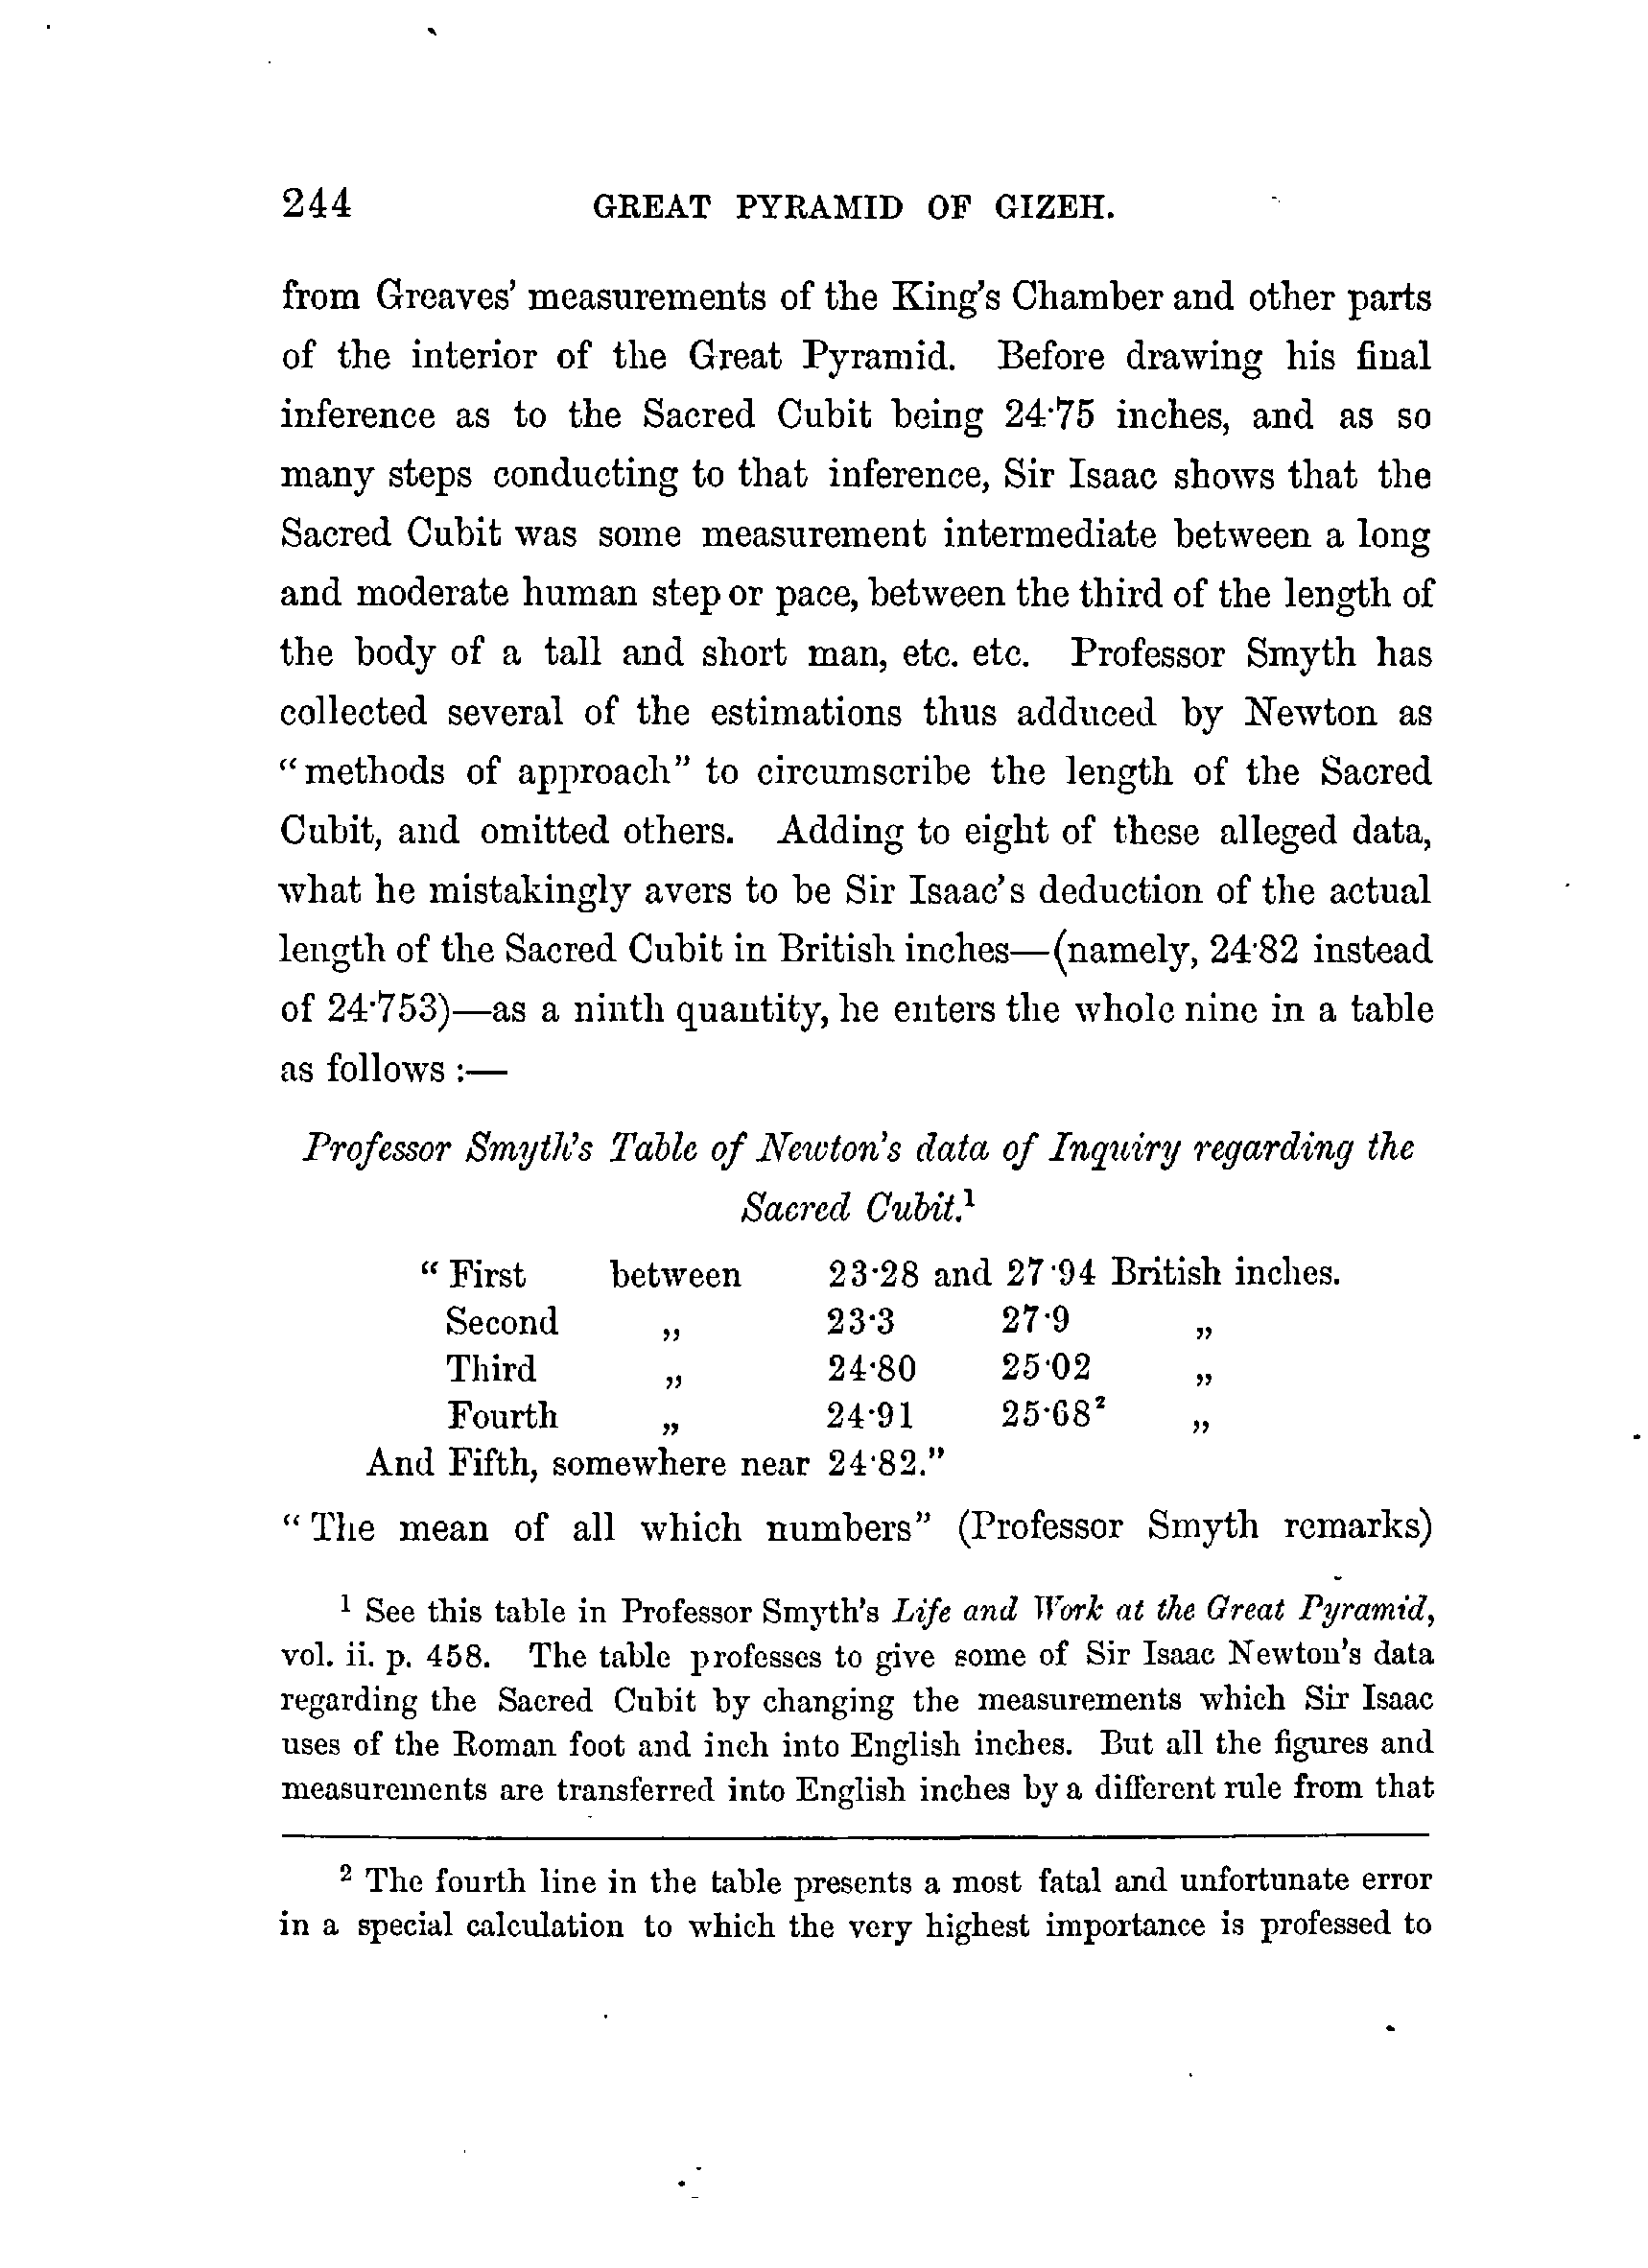 244 GREAT PYRAMID OF GIZEH.
from Greaves' measurements of the King's Chamber and other parts
of the interior of the Great Pyramid. Before drawing his final
inference as to the Sacred Cubit being 24·75 inches, and as so
many steps conducting to that inference, Sir Isaac shows that the
Sacred Cubit was some measurement intermediate between a long
and moderate human step or pace, between the third of the length of
the body of a tall and short man, etc. etc. Professor Smyth has
collected several of the estimations thus adduced by Newton as
"methods of approach" to circumscribe the length of the Sacred
Cubit, and omitted others. Adding to eight of these alleged data,
what he mistakingly avers to be Sir Isaac's deduction of the actual
length of the Sacred Cubit in British inches—(namely, 24·82 instead
of 24·753)—as a ninth quantity, he enters the whole nine in a table
as follows :—
Professor Smyth's Table of Newton's data of Inquiry regarding the
Sacred Cubit.¹
"First between 23·28 and 27·94 British inches.
Second „ 23·3 27·9 „
Third „ 24·80 25·02 „
Fourth „ 24·91 25·68² „
And Fifth, somewhere near 24·82."
"The mean of all which numbers" (Professor Smyth remarks)
¹ See this table in Professor Smyth's Life and Work at the Great Pyramid,
vol. ii. p. 458. The table professes to give some of Sir Isaac Newton's data
regarding the Sacred Cubit by changing the measurements which Sir Isaac
uses of the Roman foot and inch into English inches. But all the figures and
measurements are transferred into English inches by a different rule from that
² The fourth line in the table presents a most fatal and unfortunate error
in a special calculation to which the very highest importance is professed to